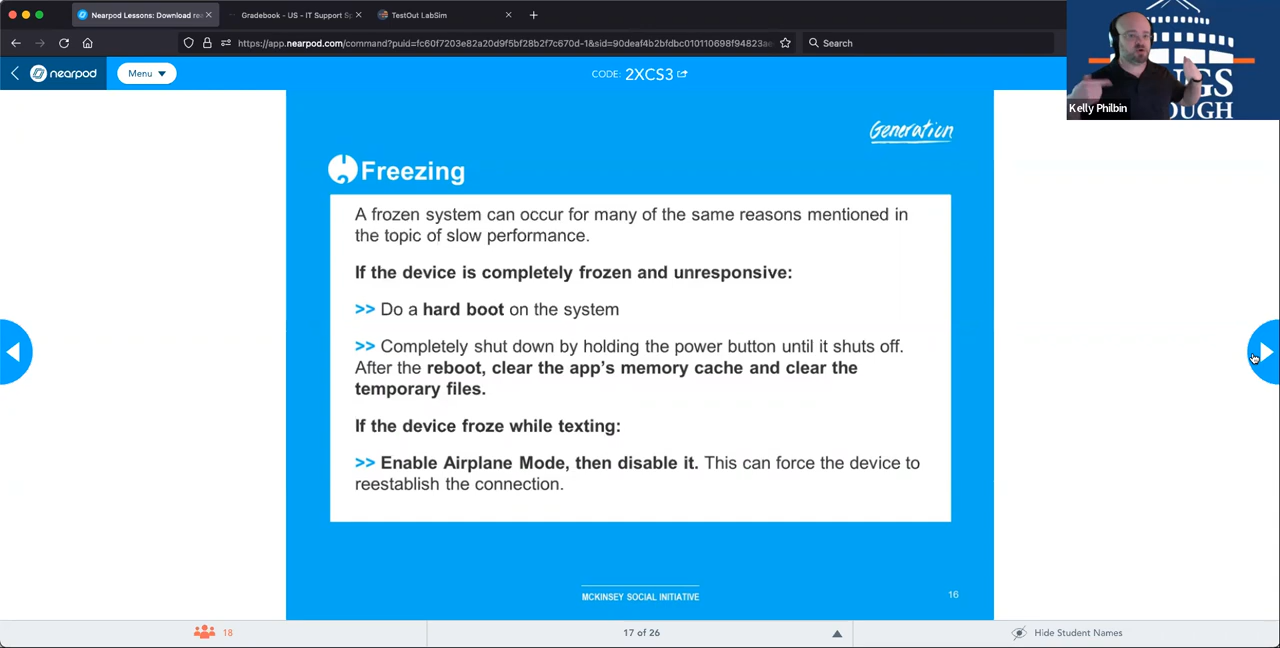 Nearpod Lessons: Download rea
Gradebook - US - IT Support Sp
TestOut LabSim
https://app.nearpod.com/command?puid=fc60f7203e82a20d9f5bf28b2f7c670d-1&sid=90deaf4b2bfdbc010110698f94823a
Search
nearpod
Menu
CODE: 2XCS3
Kelly Philbin
GS
OUGH
Generation
Freezing
A frozen system can occur for many of the same reasons mentioned in
the topic of slow performance.
If the device is completely frozen and unresponsive:
>> Do a hard boot on the system
>> Completely shut down by holding the power button until it shuts off.
After the reboot, clear the app's memory cache and clear the
temporary files.
If the device froze while texting:
>> Enable Airplane Mode, then disable it. This can force the device to
reestablish the connection.
MCKINSEY SOCIAL INITIATIVE
16
18
17 of 26
Hide Student Names